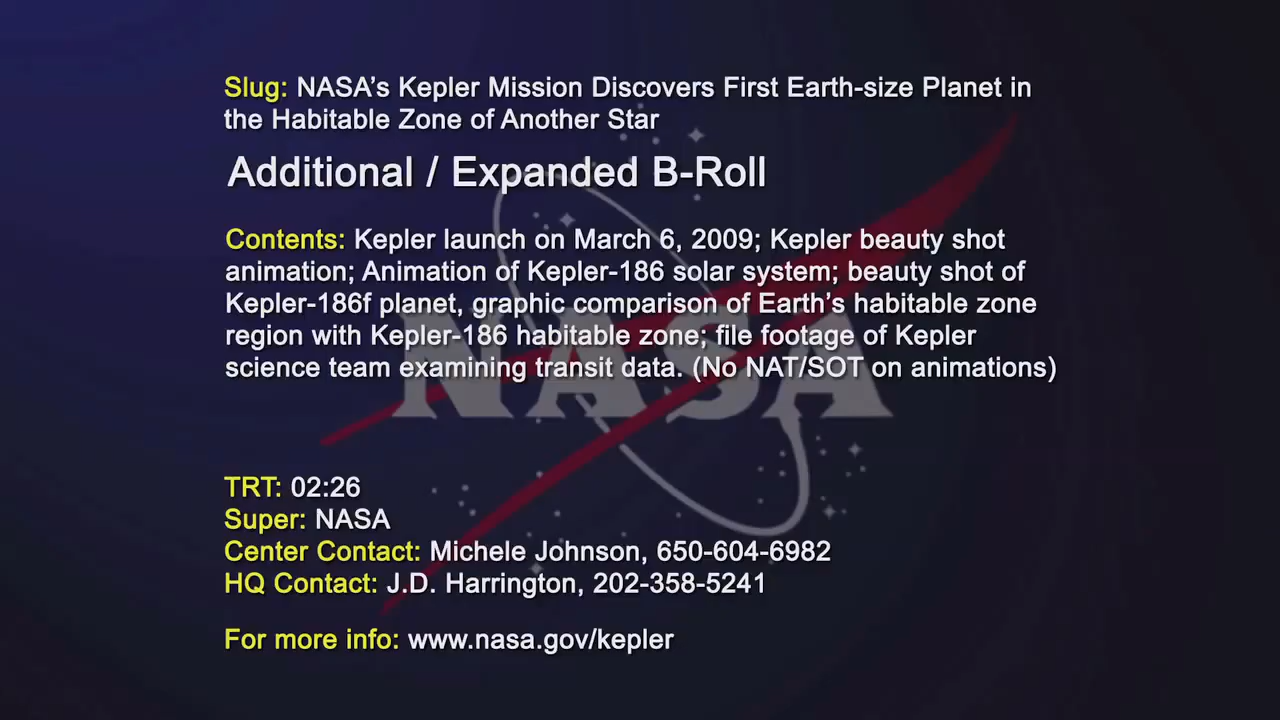 Slug: NASA’s Kepler Mission Discovers First Earth-size Planet in
the Habitable Zone of Another Star
Additional / Expanded B-Roll
Contents: Kepler launch on March 6, 2009; Kepler beauty shot
animation; Animation of Kepler-186 solar system; beauty shot of
Kepler-186f planet, graphic comparison of Earth’s habitable zone
region with Kepler-186 habitable zone; file footage of Kepler
science team examining transit data. (No NAT/SOT on animations)
NASA
TRT: 02:26
Super: NASA
Center Contact: Michele Johnson, 650-604-6982
HQ Contact: J.D. Harrington, 202-358-5241
For more info: www.nasa.gov/kepler